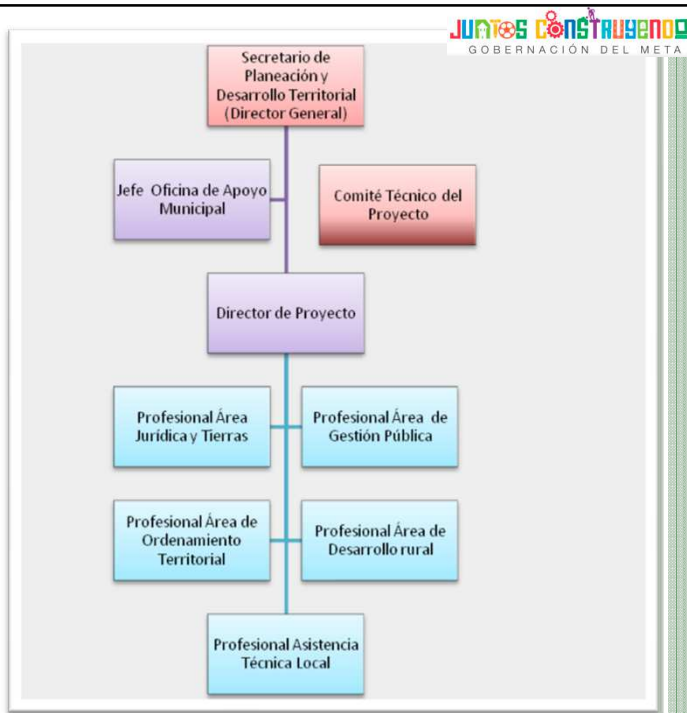 JUNTOS CONSTRUYENDO
GOBERNACIÓN DEL META
Secretario de
Planeación y
Desarrollo Territorial
(Director General)
Jefe Oficina de Apoyo
Municipal
Comité Técnico del
Proyecto
Director de Proyecto
Profesional Área
Jurídica y Tierras
Profesional Área de
Gestión Pública
Profesional Área de
Ordenamiento
Territorial
Profesional Área de
Desarrollo rural
Profesional Asistencia
Técnica Local